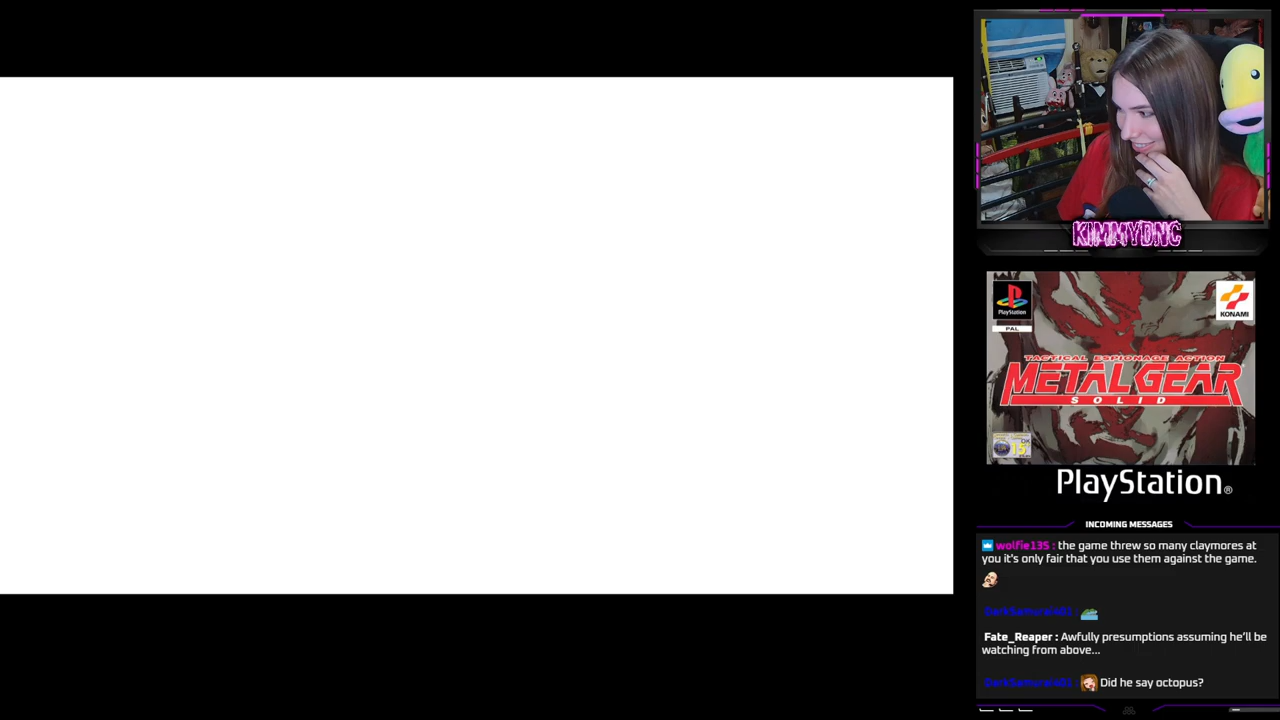 KIMMYDNC
PlayStation
PAL
KONAMI
TACTICAL ESPIONAGE ACTION
METAL GEAR
SOLID
15
PlayStation®
INCOMING MESSAGES
wolfie135 : the game threw so many claymores at
you it's only fair that you use them against the game.
Fate_Reaper : Awfully presumptions assuming he'll be
watching from above...
Did he say octopus?